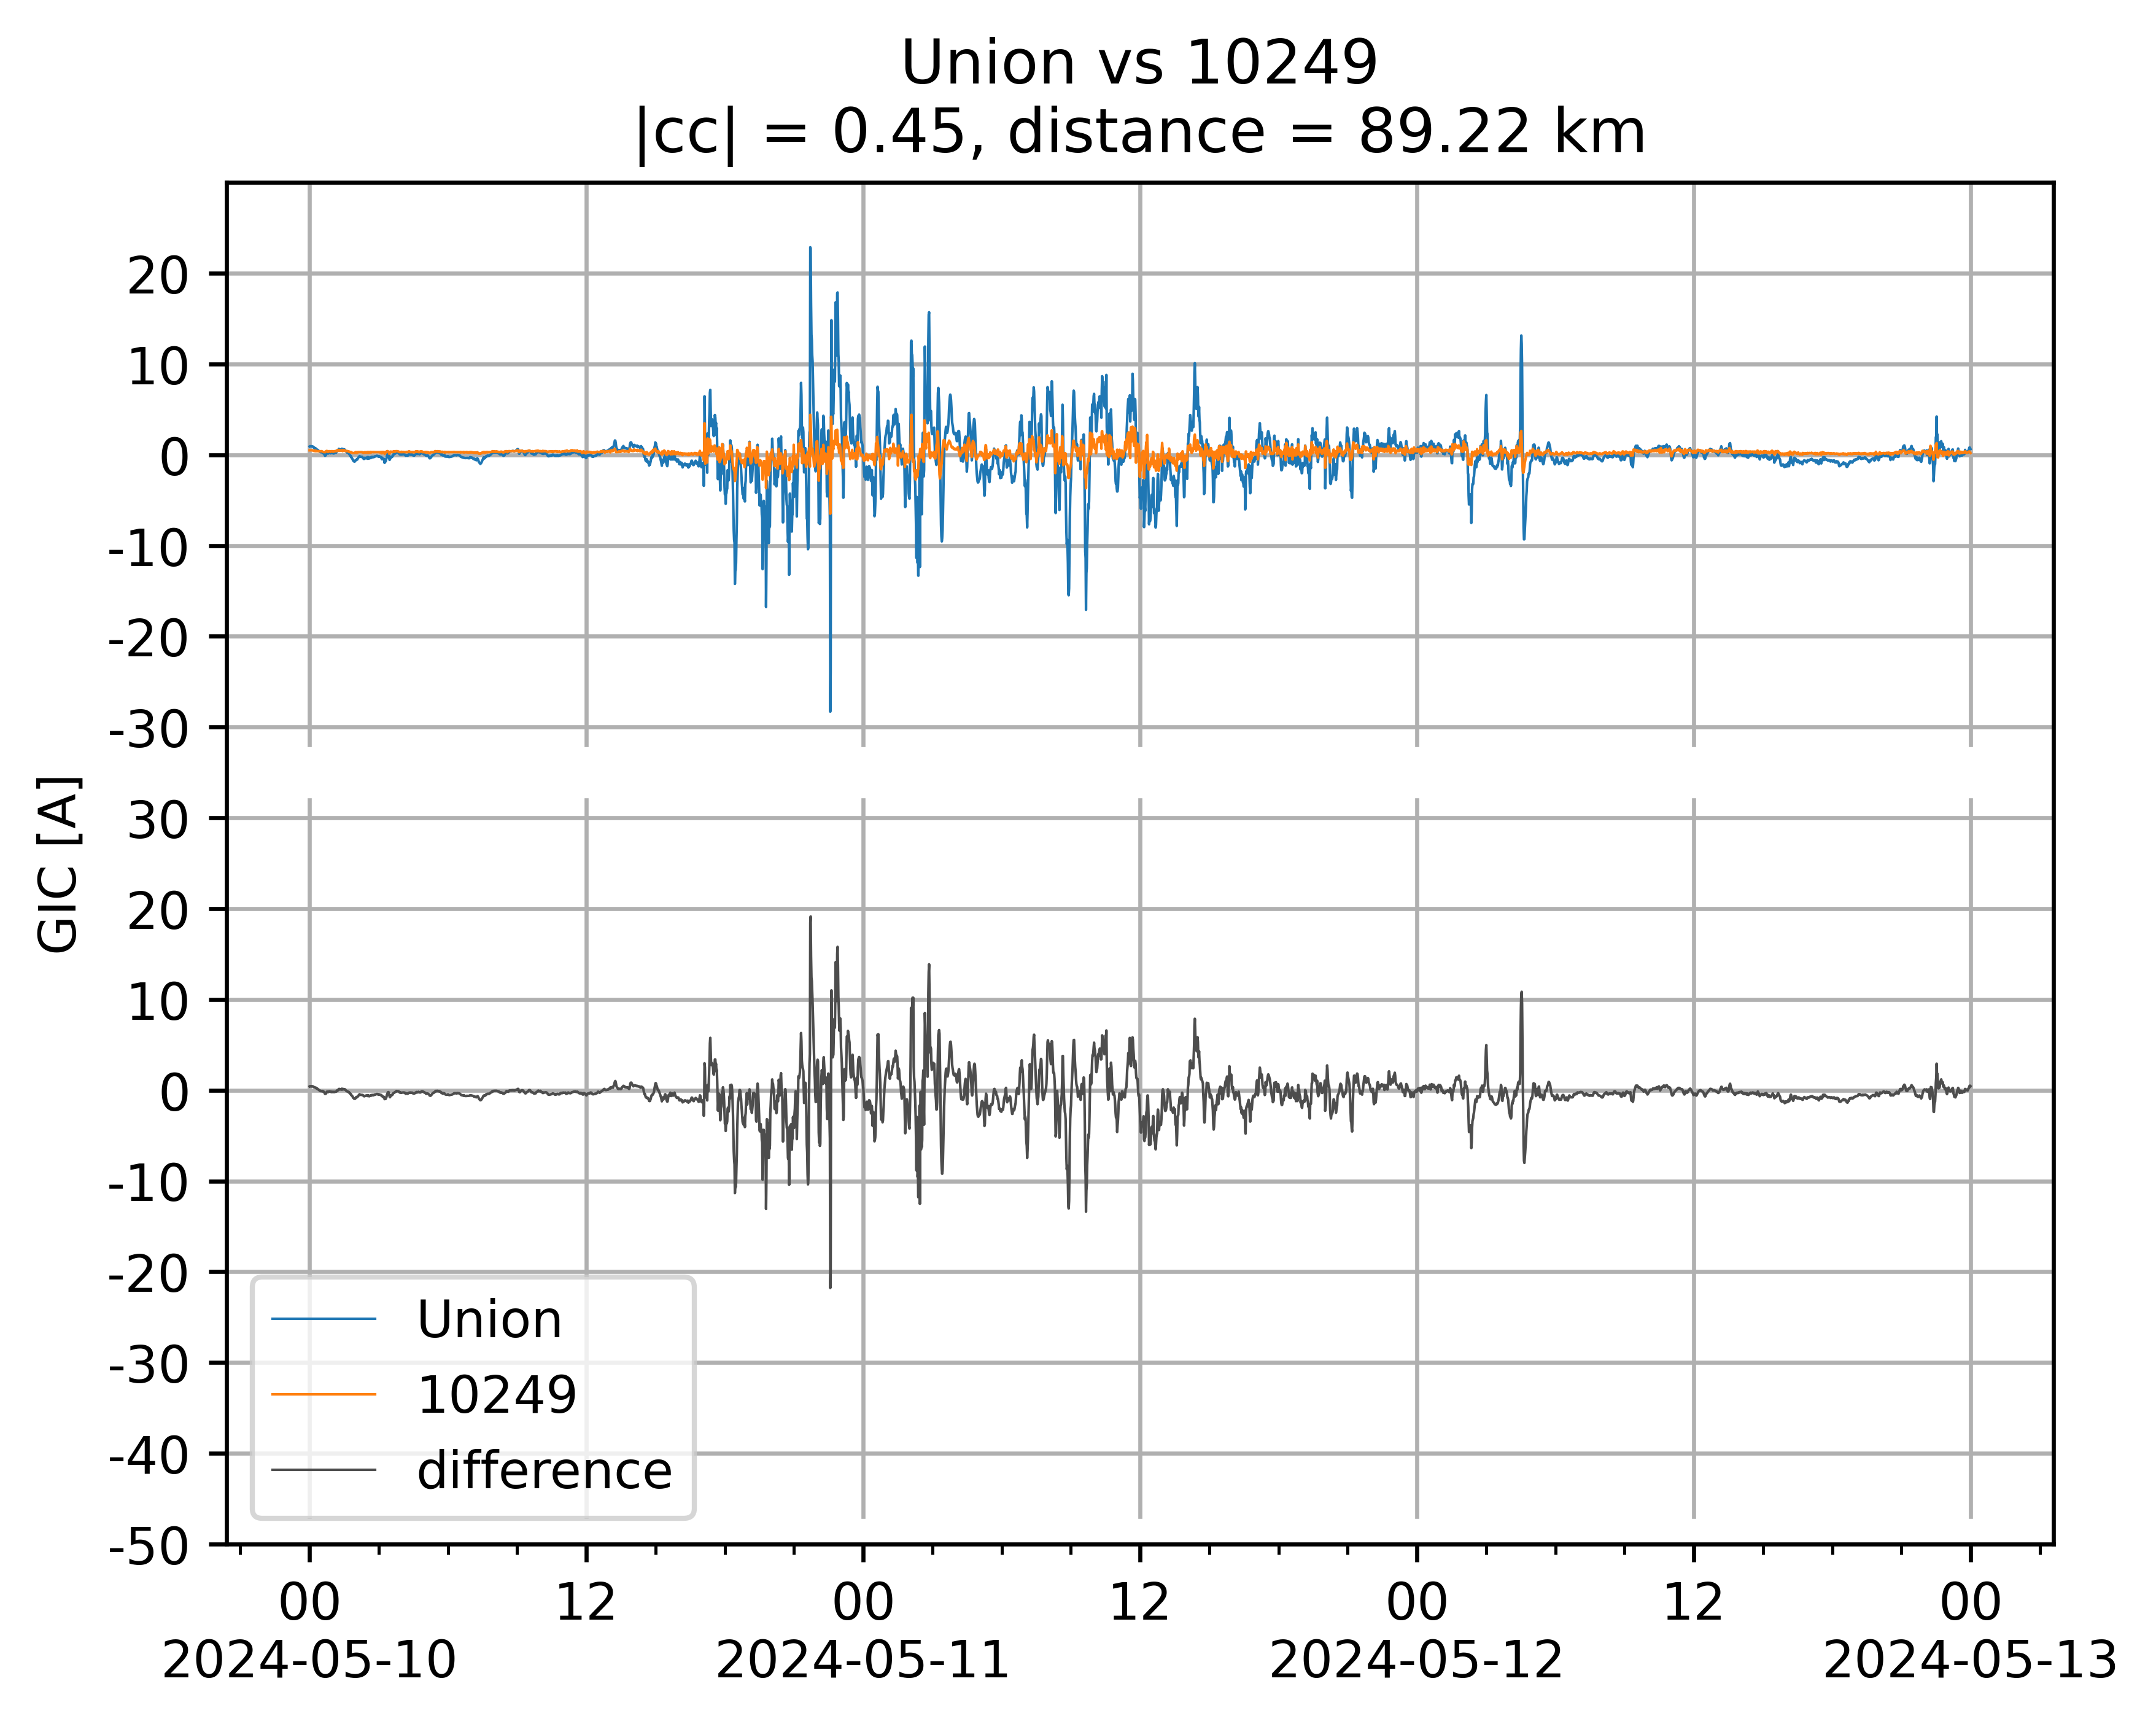 Union vs 10249
|cc| = 0.45, distance = 89.22 km
GIC [A]
20
10
0
-10
-20
-30
30
20
10
0
-10
-20
-30
-40
-50
Union
10249
difference
00 12 00 12 00 12 00
2024-05-10 2024-05-11 2024-05-12 2024-05-13